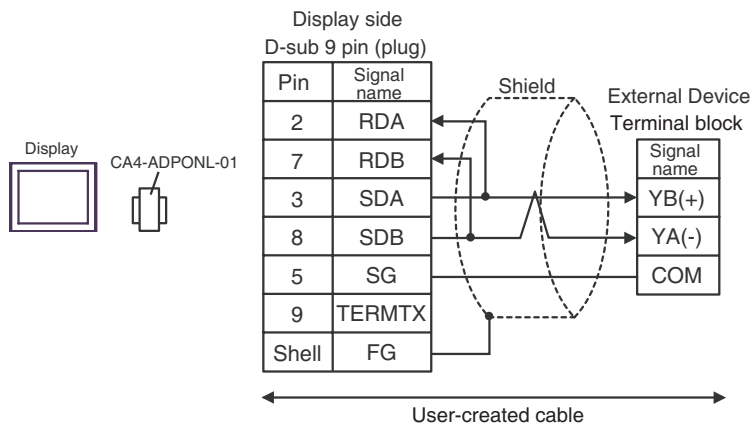 Display side
D-sub 9 pin (plug)
Pin
Signal
name
Shield
External Device
Terminal block
2
RDA
Display
CA4-ADPONL-01
Signal
name
7
RDB
3
SDA
YB(+)
8
SDB
YA(-)
5
SG
COM
9
TERMTX
Shell
FG
User-created cable